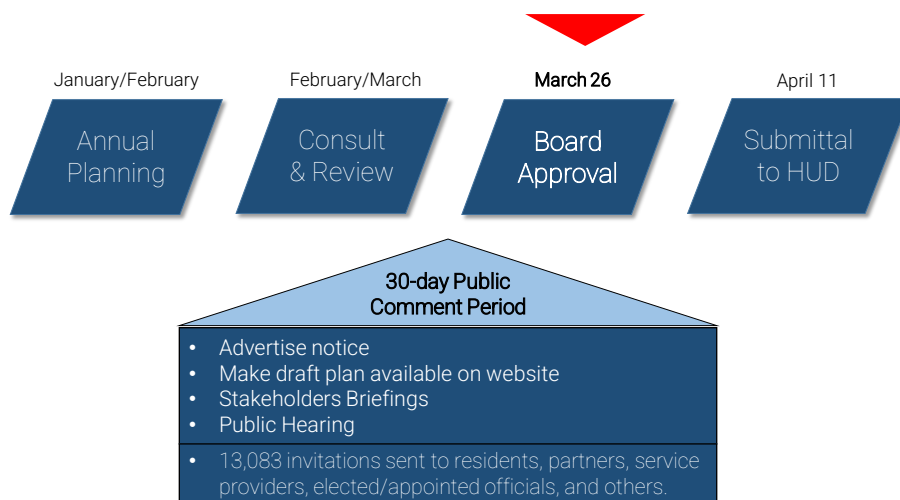 January/February
February/March
March 26
April 11
Annual
Planning
Consult
& Review
Board
Approval
Submittal
to HUD
30-day Public
Comment Period
• Advertise notice
• Make draft plan available on website
• Stakeholders Briefings
• Public Hearing
• 13,083 invitations sent to residents, partners, service
providers, elected/appointed officials, and others.